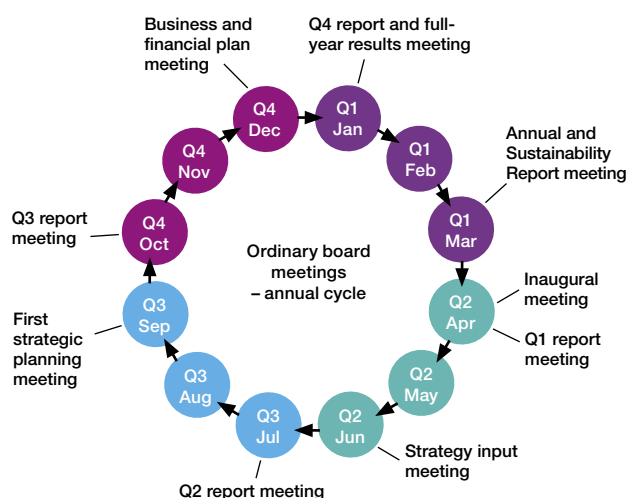 Business and
financial plan
meeting
Q4 report and full-
year results meeting
Q4
Dec
Q1
Jan
Q4
Nov
Q1
Feb
Annual and
Sustainability
Report meeting
Q3 report
meeting
Q4
Oct
Q1
Mar
Ordinary board
meetings
– annual cycle
Inaugural
meeting
First
strategic
planning
meeting
Q3
Sep
Q2
Apr
Q1 report
meeting
Q3
Aug
Q2
May
Q3
Jul
Q2
Jun
Strategy input
meeting
Q2 report meeting